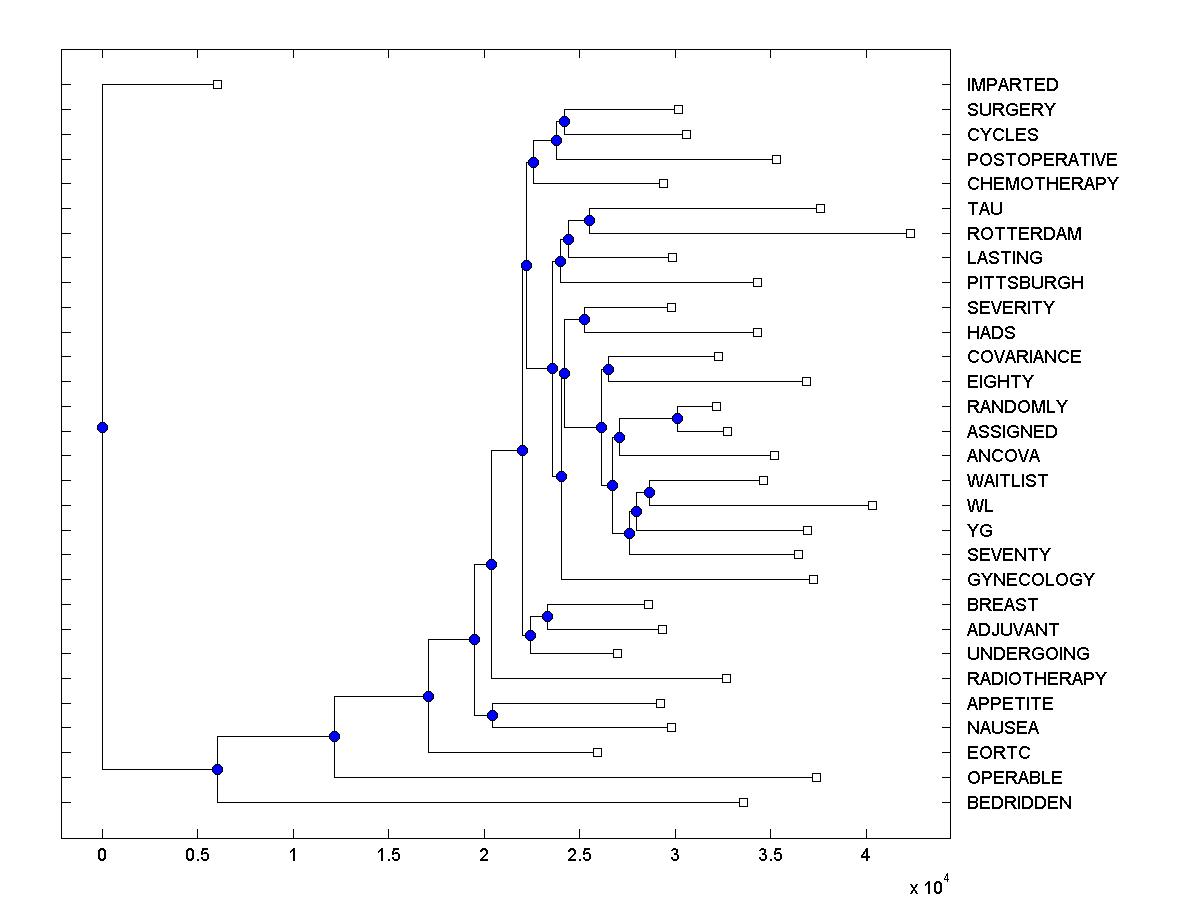 IMPARTED
SURGERY
CYCLES
POSTOPERATIVE
CHEMOTHERAPY
TAU
ROTTERDAM
LASTING
PITTSBURGH
SEVERITY
HADS
COVARIANCE
EIGHTY
RANDOMLY
ASSIGNED
ANCOVA
WAITLIST
WL
YG
SEVENTY
GYNECOLOGY
BREAST
ADJUVANT
UNDERGOING
RADIOTHERAPY
APPETITE
NAUSEA
EORTC
OPERABLE
BEDRIDDEN
0 0.5 1 1.5 2 2.5 3 3.5 4
x 10^4